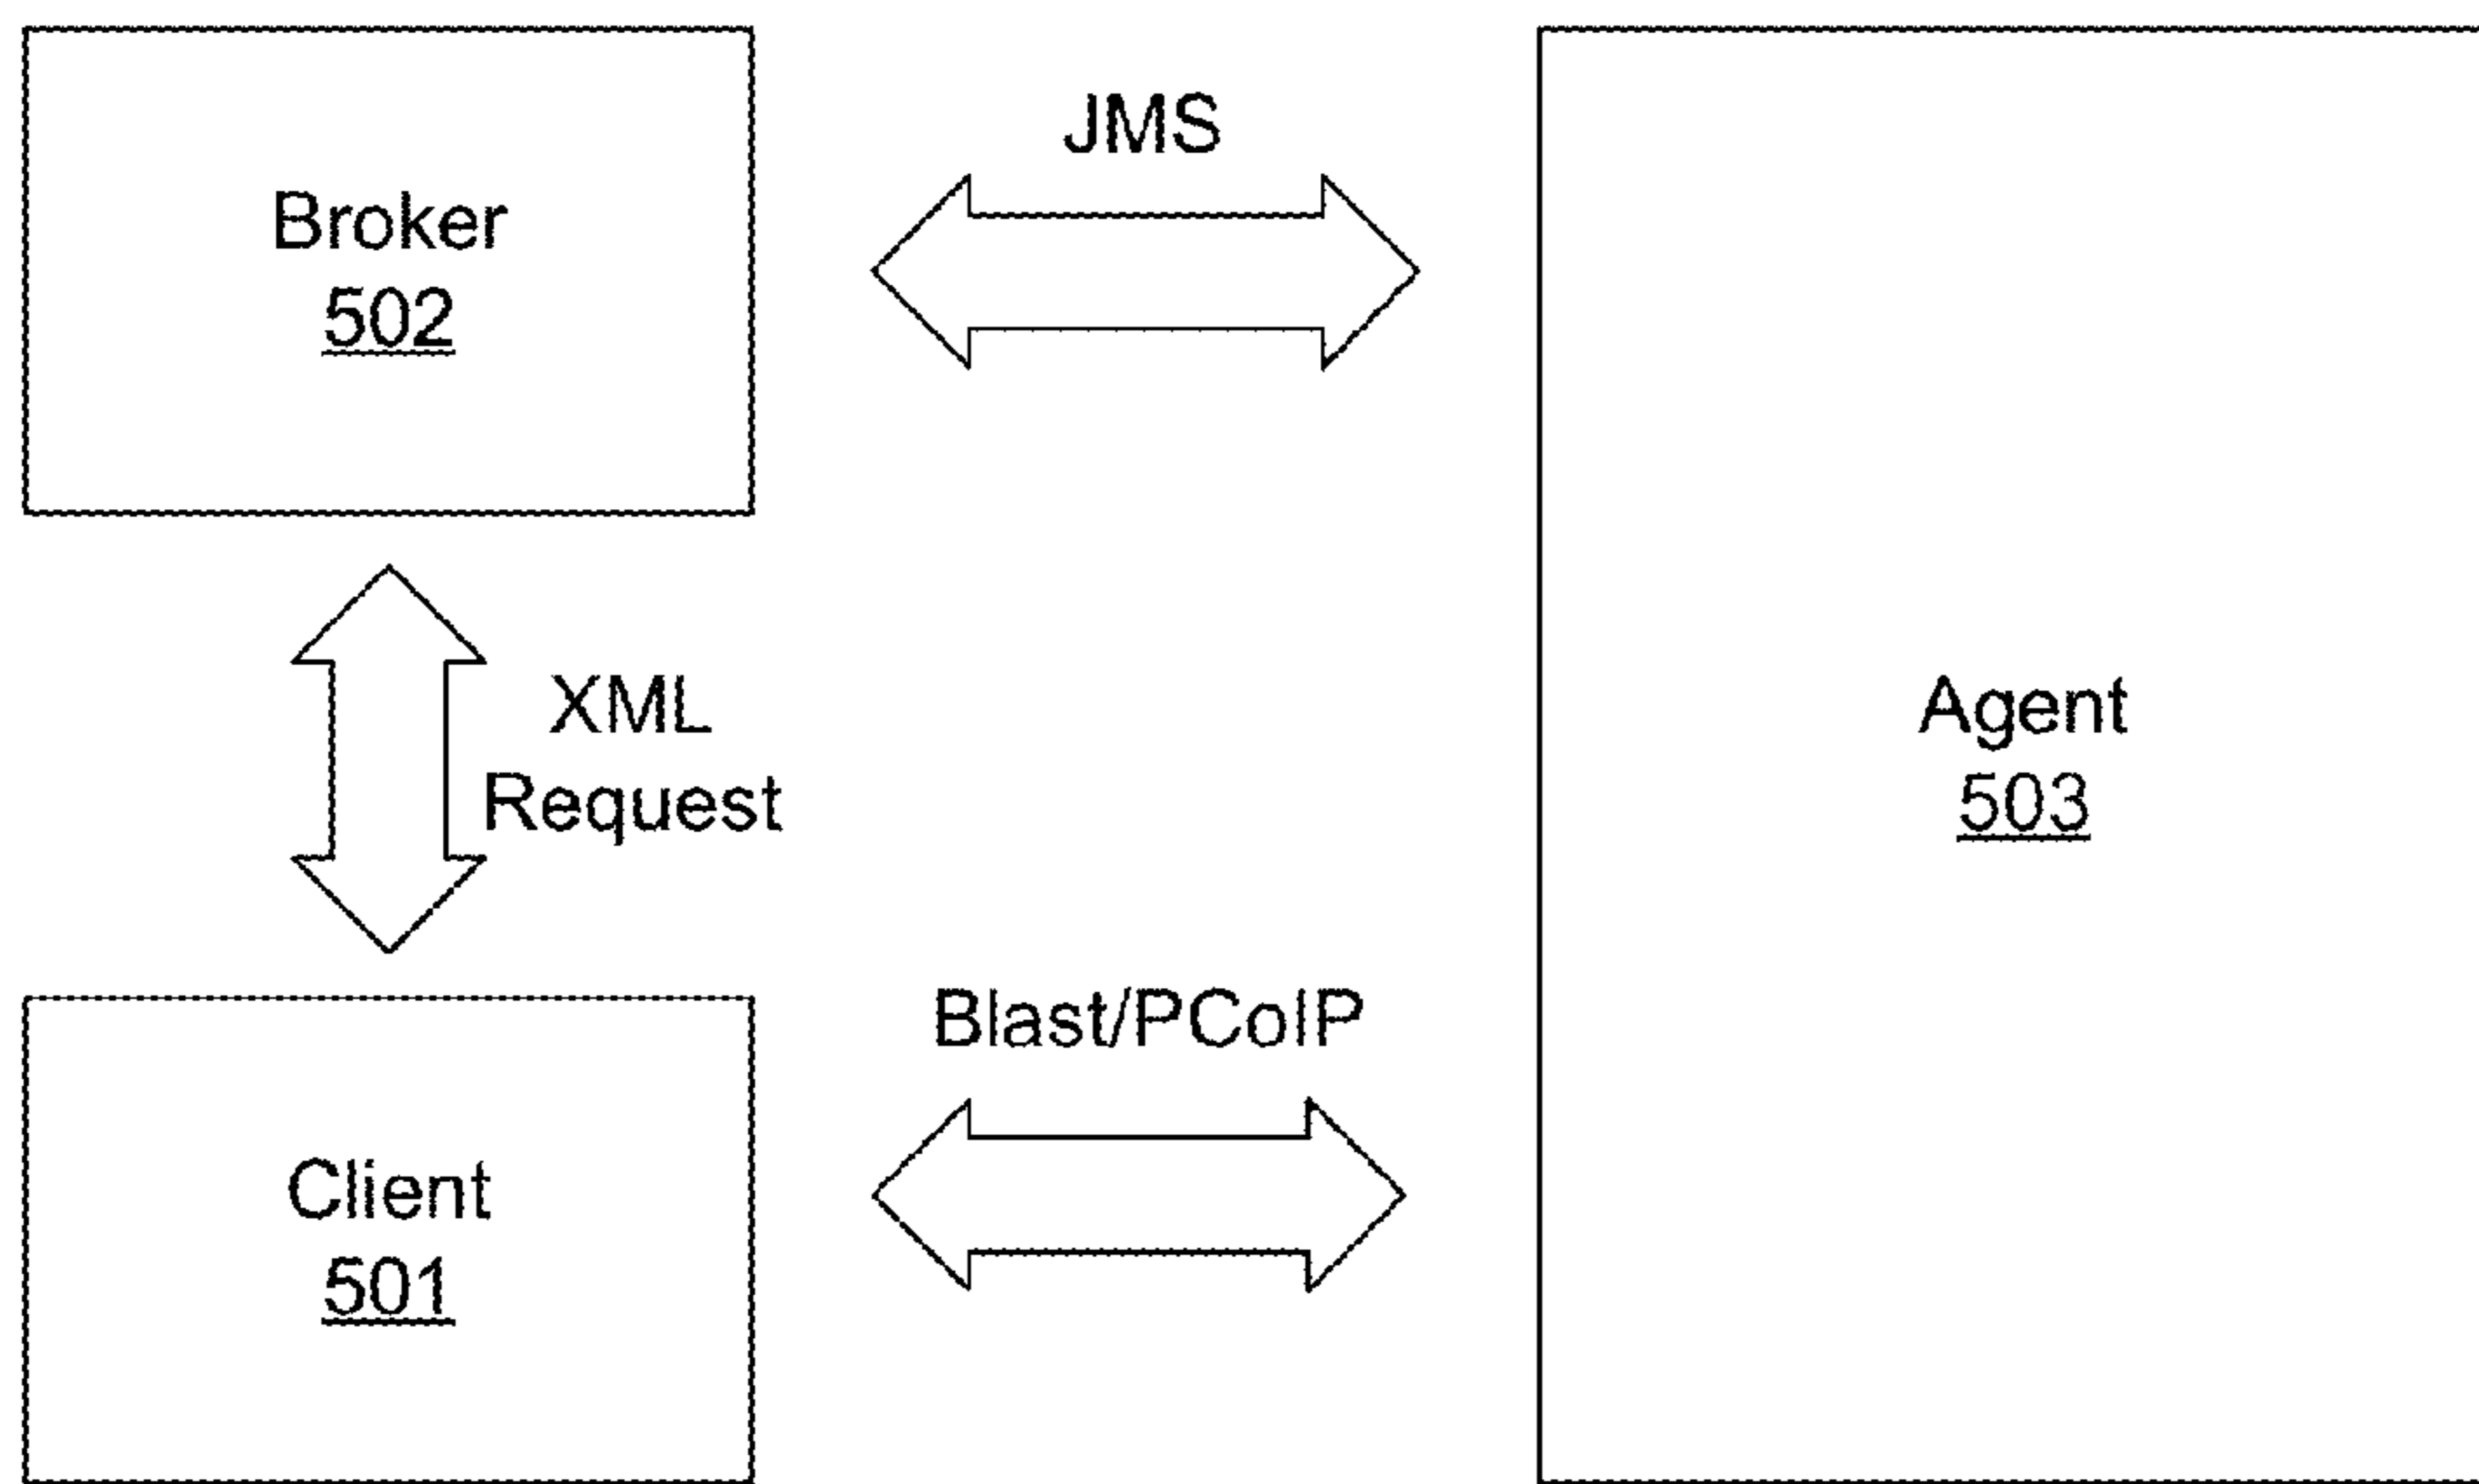 JMS
Broker
502
XML
Request
Agent
503
Blast/PCoIP
Client
501